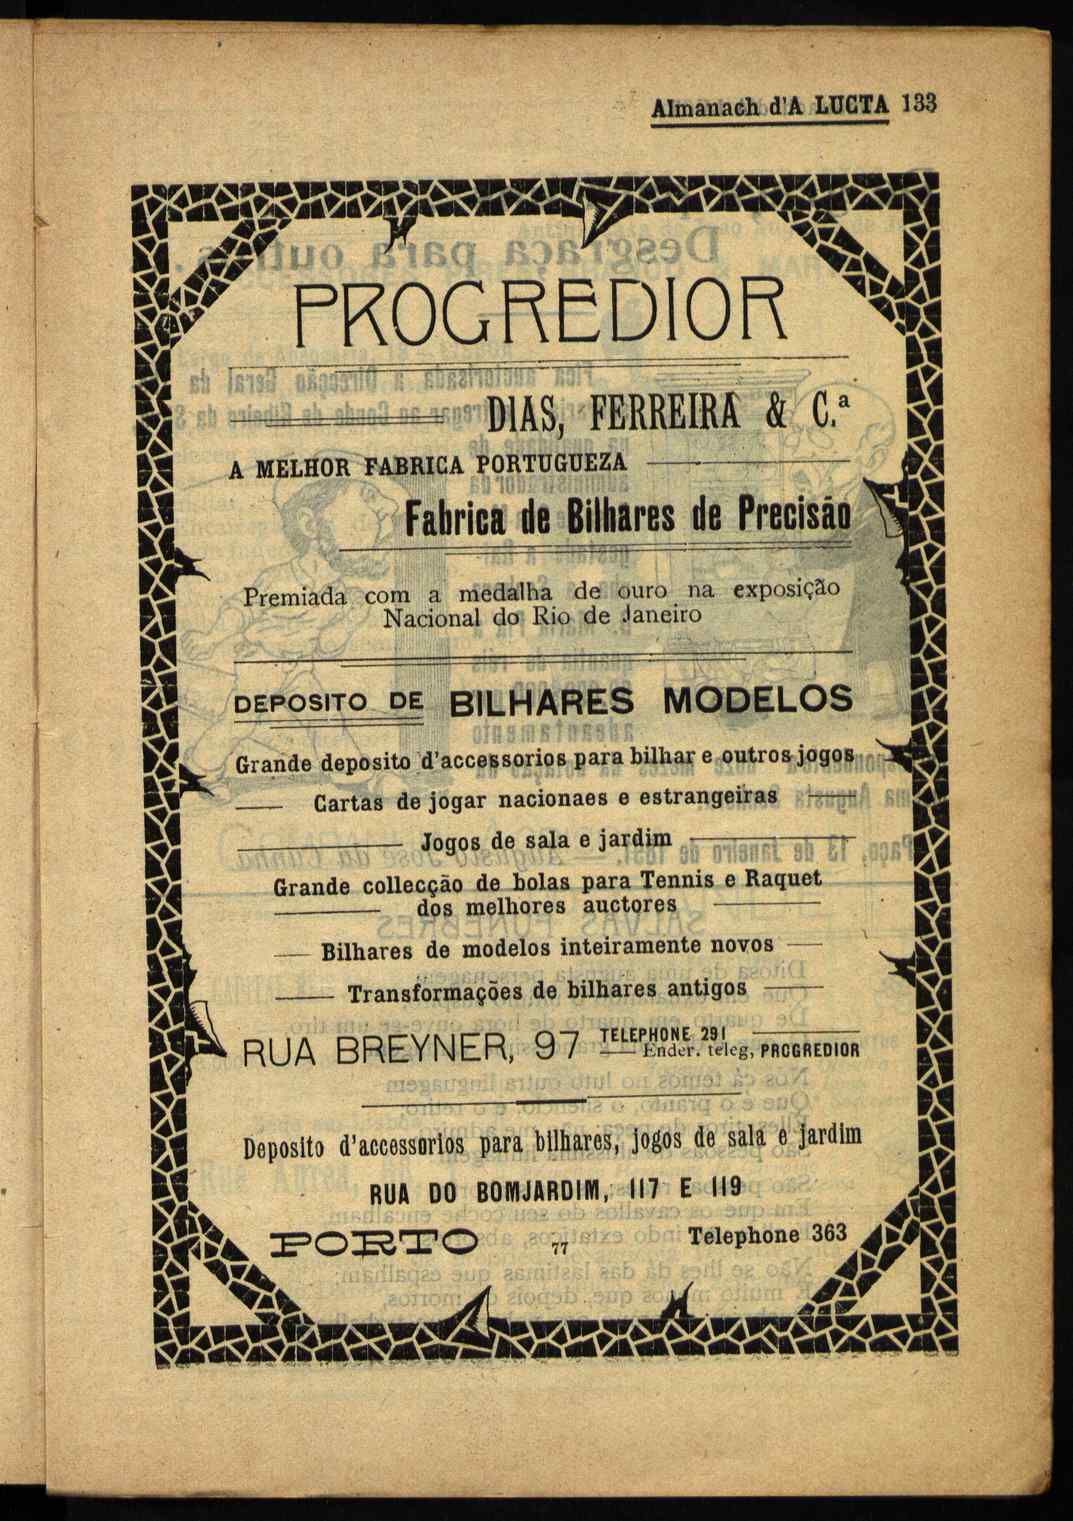 Almanach d'A LUCTA 133
PROGREDIOR
DIAS, FERREIRA & C.ª
A MELHOR FABRICA PORTUGUEZA
Fabrica de Bilhares de Precisão
Premiada com a medalha de ouro na exposição
Nacional do Rio de Janeiro
DEPOSITO DE BILHARES MODELOS
Grande deposito d'accessorios para bilhar e outros jogos
Cartas de jogar nacionaes e estrangeiras
Jogos de sala e jardim
Grande collecção de bolas para Tennis e Raquet
dos melhores auctores
Bilhares de modelos inteiramente novos
Transformações de bilhares antigos
RUA BREYNER, 97 TELEPHONE 291
Ender. teleg, PROGREDIOR
Deposito d'accessorios para bilhares, jogos de sala e jardim
RUA DO BOMJARDIM, 117 E 119
PORTO 77 Telephone 363